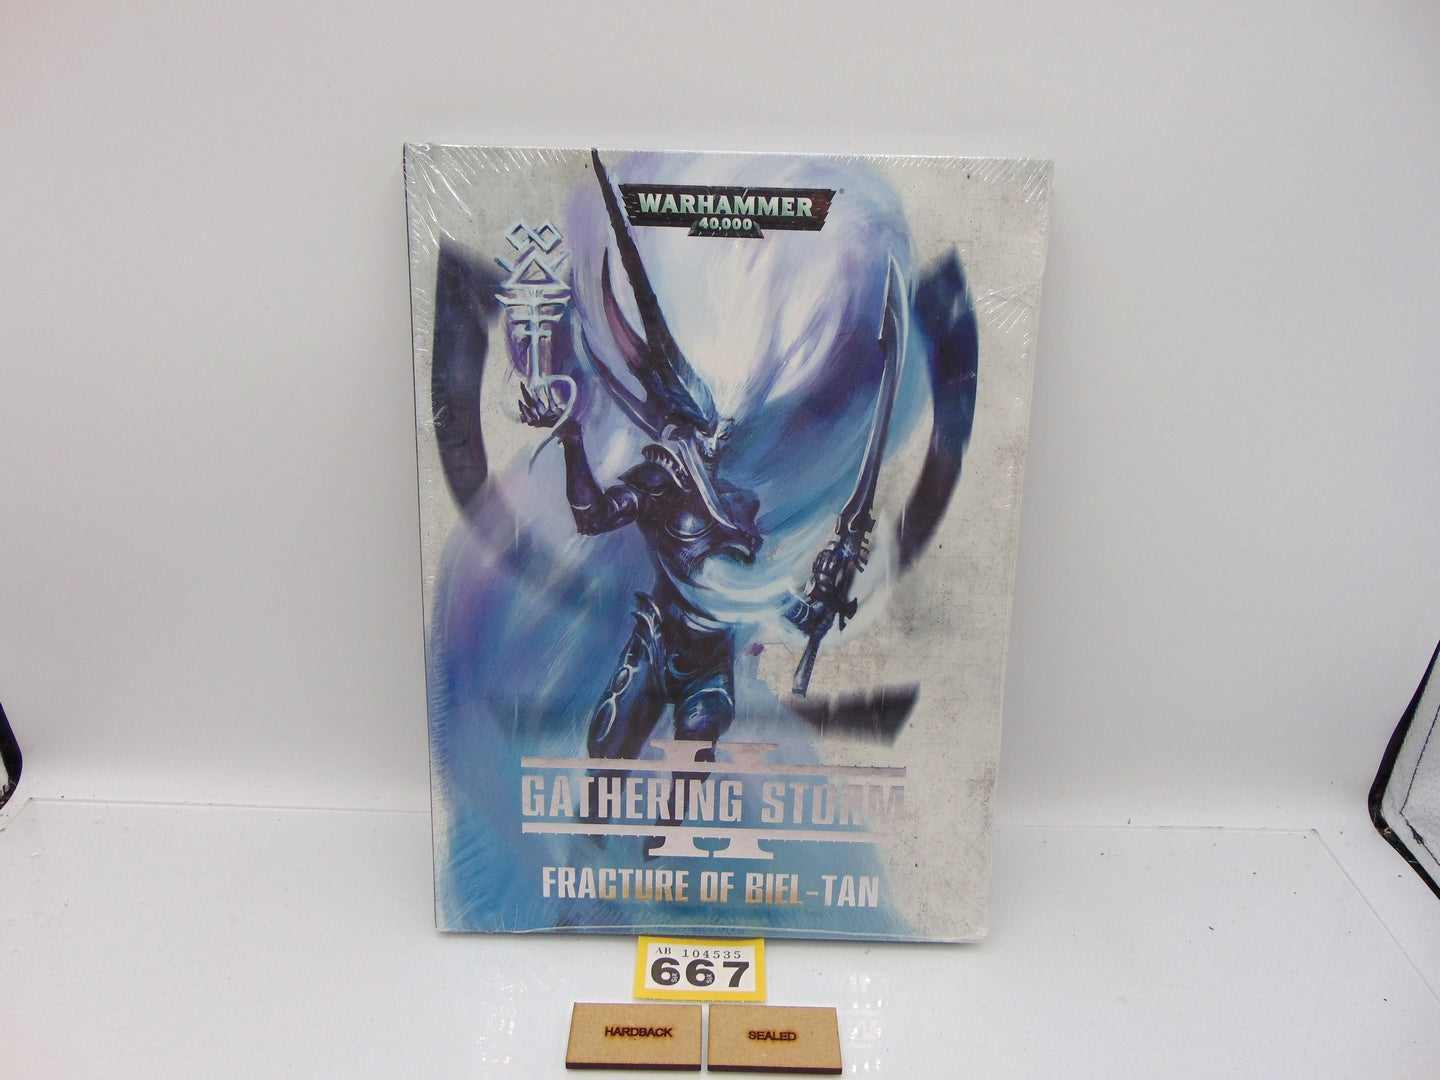 WARHAMMER
40,000
II
GATHERING STORM
FRACTURE OF BIEL-TAN
AB 104535
667
HARDBACK
SEALED